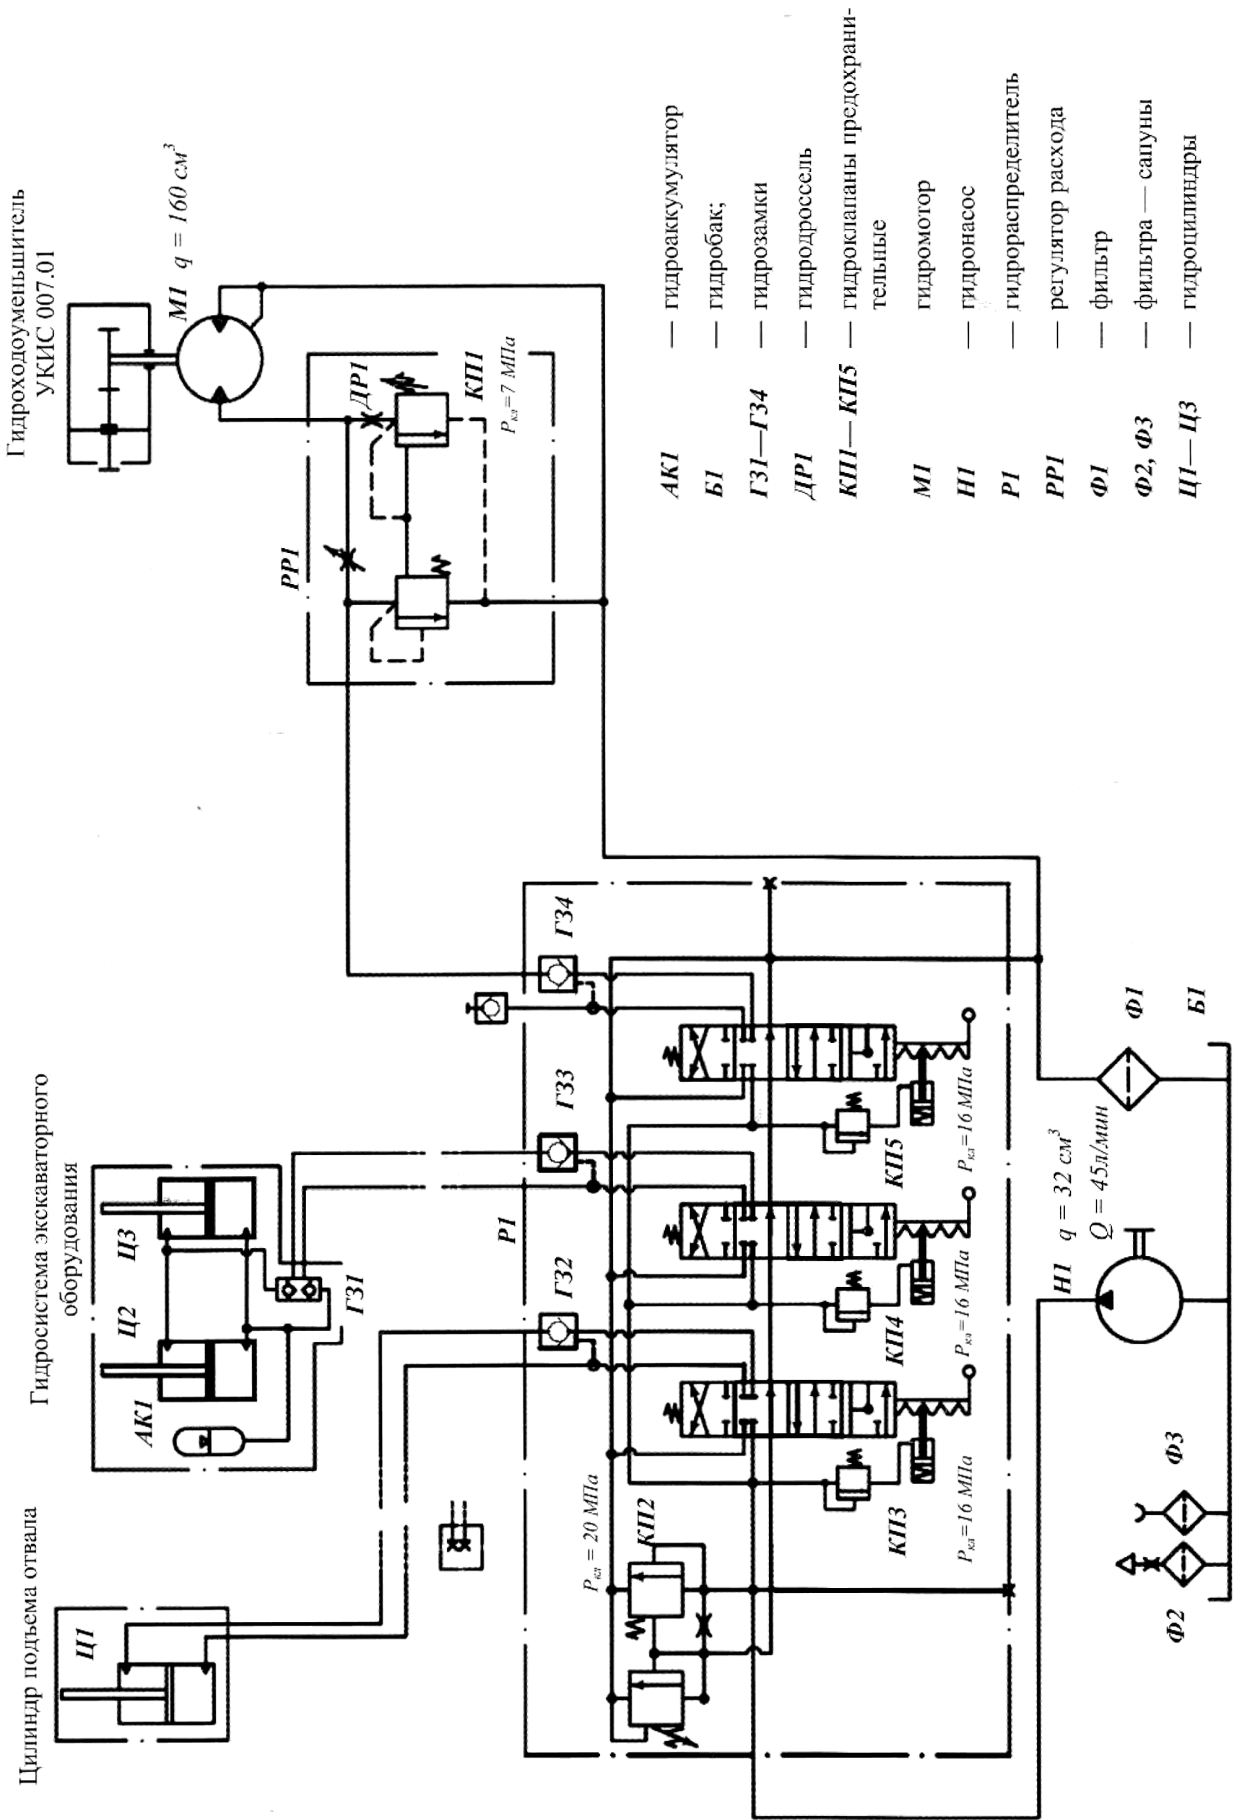 Цилиндр подъема отвала
Ц1
Гидросистема экскаваторного
оборудования
АК1
Ц2
Ц3
ГЗ1
Гидроходоуменьшитель
УКИС 007.01
М1 q = 160 см³
РР1
ДР1
КП1
Pкл=7 МПа
Р1
ГЗ2
ГЗ3
ГЗ4
Pкл = 20 МПа
КП2
КП3
Pкл=16 МПа
КП4
Pкл=16 МПа
КП5
Pкл=16 МПа
Н1 q = 32 см³
Q = 45л/мин
Ф1
Б1
Ф2
Ф3
АК1 — гидроаккумулятор
Б1 — гидробак;
ГЗ1—ГЗ4 — гидрозамки
ДР1 — гидродроссель
КП1— КП5 — гидроклапаны предохрани-
тельные
М1 гидромотор
Н1 — гидронасос
Р1 — гидрораспределитель
РР1 — регулятор расхода
Ф1 — фильтр
Ф2, Ф3 — фильтра — сапуны
Ц1— Ц3 — гидроцилиндры